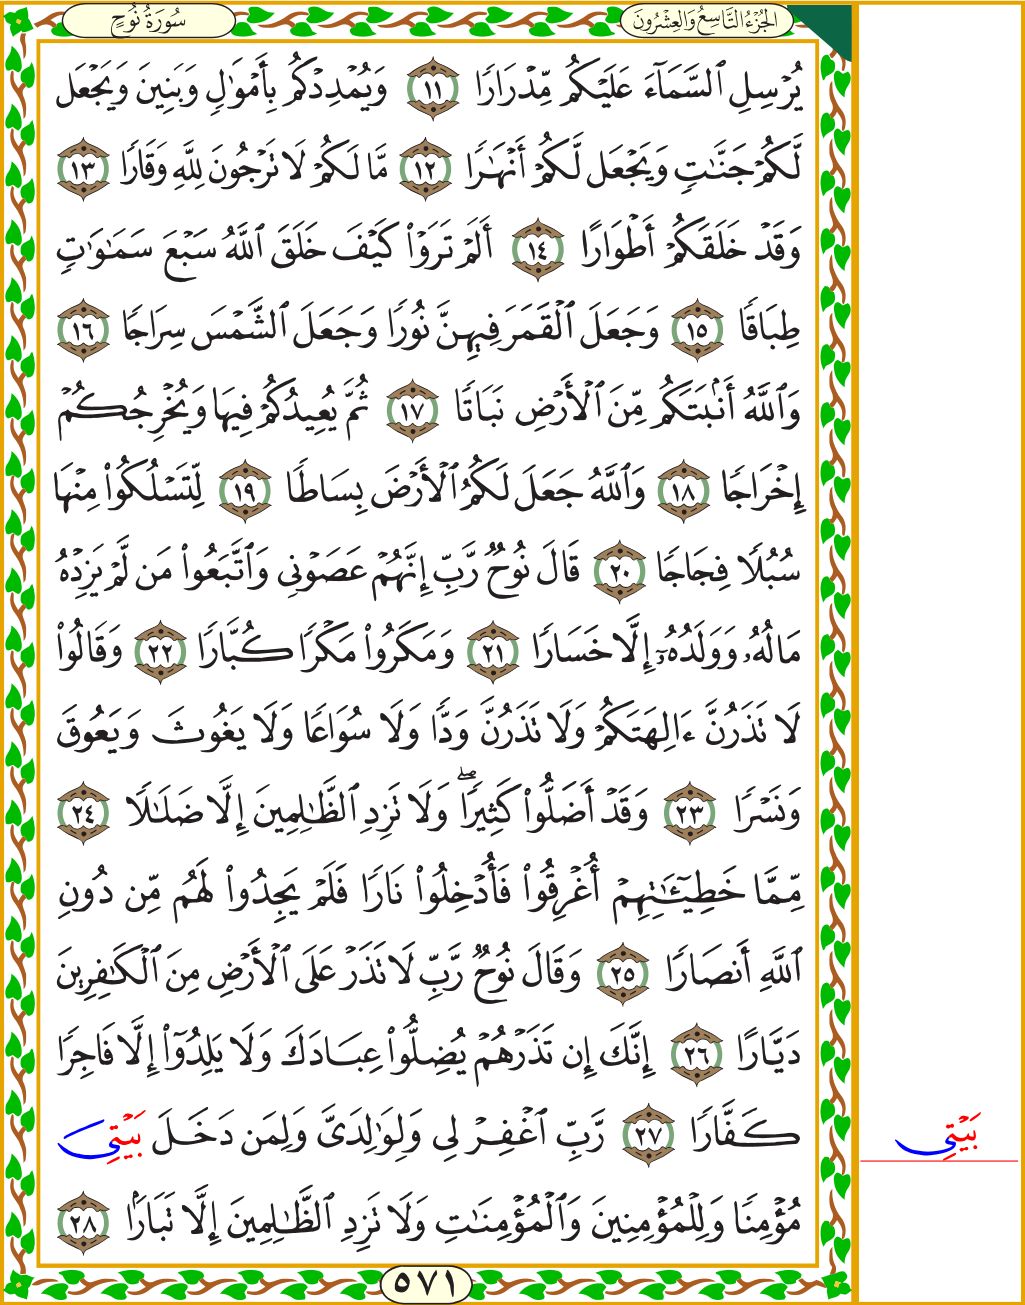 الجُزْءُ التَّاسِعُ وَالعِشْرُونَ
سُورَةُ نُوحٍ
يُرْسِلِ ٱلسَّمَآءَ عَلَيْكُم مِّدْرَارًا ١١ وَيُمْدِدْكُم بِأَمْوَٰلٍ وَبَنِينَ وَيَجْعَل
لَّكُمْ جَنَّٰتٍ وَيَجْعَل لَّكُمْ أَنْهَٰرًا ١٢ مَّا لَكُمْ لَا تَرْجُونَ لِلَّهِ وَقَارًا ١٣
وَقَدْ خَلَقَكُمْ أَطْوَارًا ١٤ أَلَمْ تَرَوْا۟ كَيْفَ خَلَقَ ٱللَّهُ سَبْعَ سَمَٰوَٰتٍ
طِبَاقًا ١٥ وَجَعَلَ ٱلْقَمَرَ فِيهِنَّ نُورًا وَجَعَلَ ٱلشَّمْسَ سِرَاجًا ١٦
وَٱللَّهُ أَنۢبَتَكُم مِّنَ ٱلْأَرْضِ نَبَاتًا ١٧ ثُمَّ يُعِيدُكُمْ فِيهَا وَيُخْرِجُكُمْ
إِخْرَاجًا ١٨ وَٱللَّهُ جَعَلَ لَكُمُ ٱلْأَرْضَ بِسَاطًا ١٩ لِّتَسْلُكُوا۟ مِنْهَا
سُبُلًا فِجَاجًا ٢٠ قَالَ نُوحٌ رَّبِّ إِنَّهُمْ عَصَوْنِى وَٱتَّبَعُوا۟ مَن لَّمْ يَزِدْهُ
مَالُهُۥ وَوَلَدُهُۥٓ إِلَّا خَسَارًا ٢١ وَمَكَرُوا۟ مَكْرًا كُبَّارًا ٢٢ وَقَالُوا۟
لَا تَذَرُنَّ ءَالِهَتَكُمْ وَلَا تَذَرُنَّ وَدًّا وَلَا سُوَاعًا وَلَا يَغُوثَ وَيَعُوقَ
وَنَسْرًا ٢٣ وَقَدْ أَضَلُّوا۟ كَثِيرًا ۖ وَلَا تَزِدِ ٱلظَّٰلِمِينَ إِلَّا ضَلَٰلًا ٢٤
مِّمَّا خَطِيٓـَٰٔتِهِمْ أُغْرِقُوا۟ فَأُدْخِلُوا۟ نَارًا فَلَمْ يَجِدُوا۟ لَهُم مِّن دُونِ
ٱللَّهِ أَنصَارًا ٢٥ وَقَالَ نُوحٌ رَّبِّ لَا تَذَرْ عَلَى ٱلْأَرْضِ مِنَ ٱلْكَٰفِرِينَ
دَيَّارًا ٢٦ إِنَّكَ إِن تَذَرْهُمْ يُضِلُّوا۟ عِبَادَكَ وَلَا يَلِدُوٓا۟ إِلَّا فَاجِرًا
كَفَّارًا ٢٧ رَّبِّ ٱغْفِرْ لِى وَلِوَٰلِدَىَّ وَلِمَن دَخَلَ بَيْتِى
بَيْتِى
مُؤْمِنًا وَلِلْمُؤْمِنِينَ وَٱلْمُؤْمِنَٰتِ وَلَا تَزِدِ ٱلظَّٰلِمِينَ إِلَّا تَبَارًۢا ٢٨
٥٧١